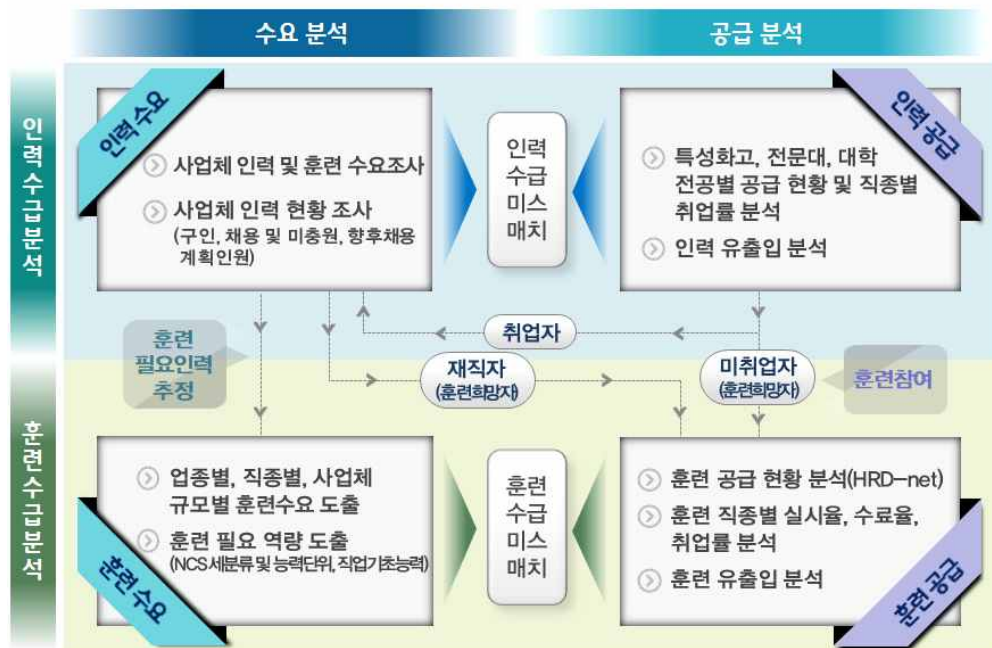 수요 분석
공급 분석
인력수급분석
인력 수요
사업체 인력 및 훈련 수요조사
사업체 인력 현황 조사
(구인, 채용 및 미충원, 향후채용
계획인원)
인력
수급
미스
매치
인력 공급
특성화고, 전문대, 대학
전공별 공급 현황 및 직종별
취업률 분석
인력 유출입 분석
취업자
훈련
필요인력
추정
재직자
(훈련희망자)
미취업자
(훈련희망자)
훈련참여
훈련수급분석
업종별, 직종별, 사업체
규모별 훈련수요 도출
훈련 필요 역량 도출
(NCS 세분류 및 능력단위, 직업기초능력)
훈련 수요
훈련
수급
미스
매치
훈련 공급 현황 분석(HRD-net)
훈련 직종별 실시율, 수료율,
취업률 분석
훈련 유출입 분석
훈련 공급